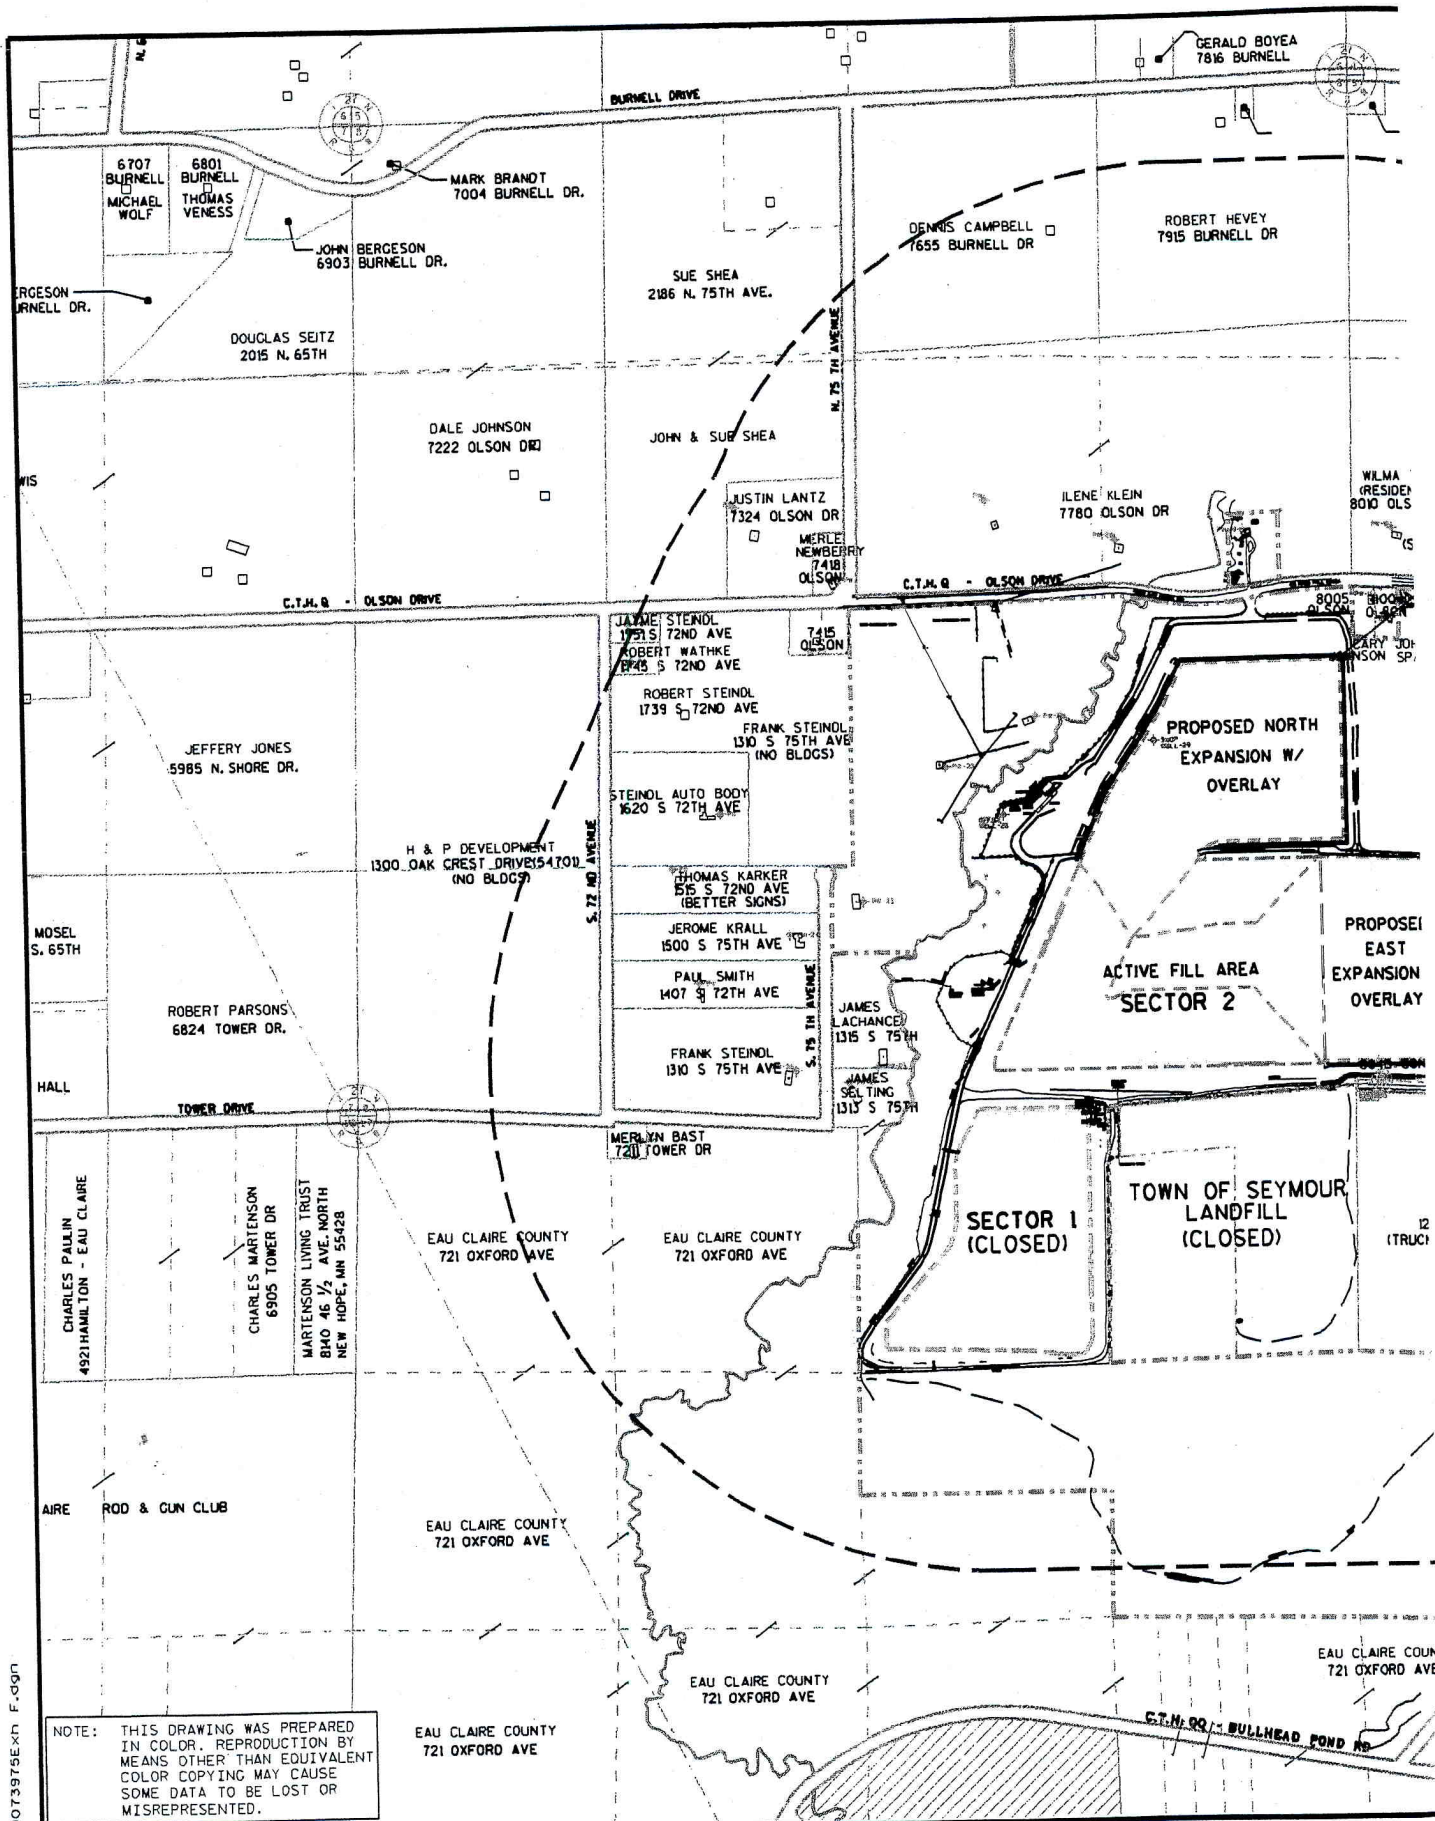 GERALD BOYEA
7816 BURNELL
BURNELL DRIVE
6707
BURNELL
MICHAEL
WOLF
6801
BURNELL
THOMAS
VENESS
MARK BRANDT
7004 BURNELL DR.
JOHN BERGESON
6903 BURNELL DR.
ERGESON
URNELL DR.
DENNIS CAMPBELL
7655 BURNELL DR
ROBERT HEVEY
7915 BURNELL DR
SUE SHEA
2186 N. 75TH AVE.
DOUGLAS SEITZ
2015 N. 65TH
N. 75 TH AVENUE
DALE JOHNSON
7222 OLSON DR
JOHN & SUE SHEA
WIS
JUSTIN LANTZ
7324 OLSON DR
ILENE KLEIN
7780 OLSON DR
WILMA
(RESIDEN
8010 OLS
MERLE
NEWBERRY
7418
OLSON
C.T.H. Q - OLSON DRIVE
C.T.H. Q - OLSON DRIVE
8005
OLSON
JAYME STEINDL
1751 S 72ND AVE
ROBERT WATHKE
1745 S 72ND AVE
7415
OLSON
CARY JOH
NSON SP
ROBERT STEINDL
1739 S 72ND AVE
FRANK STEINDL
1310 S 75TH AVE
(NO BLDGS)
PROPOSED NORTH
EXPANSION W/
OVERLAY
JEFFERY JONES
5985 N. SHORE DR.
STEINDL AUTO BODY
1620 S 72TH AVE
H & P DEVELOPMENT
1300 OAK CREST DRIVE(54701)
(NO BLDGS)
S. 72 ND AVENUE
THOMAS KARKER
1515 S 72ND AVE
(BETTER SIGNS)
JEROME KRALL
1500 S 75TH AVE
PAUL SMITH
1407 S 72TH AVE
MOSEL
S. 65TH
PROPOSED
EAST
EXPANSION
OVERLAY
ACTIVE FILL AREA
SECTOR 2
ROBERT PARSONS
6824 TOWER DR.
JAMES
LACHANCE
1315 S 75TH
S. 75 TH AVENUE
FRANK STEINDL
1310 S 75TH AVE
JAMES
SELTING
1313 S 75TH
HALL
TOWER DRIVE
MERLYN BAST
7211 TOWER DR
CHARLES PAULIN
4921 HAMILTON - EAU CLAIRE
CHARLES MARTENSON
6905 TOWER DR
MARTENSON LIVING TRUST
8140 46 1/2 AVE. NORTH
NEW HOPE, MN 55428
EAU CLAIRE COUNTY
721 OXFORD AVE
EAU CLAIRE COUNTY
721 OXFORD AVE
SECTOR 1
(CLOSED)
TOWN OF SEYMOUR
LANDFILL
(CLOSED)
12
(TRUCK
AIRE ROD & GUN CLUB
EAU CLAIRE COUNTY
721 OXFORD AVE
EAU CLAIRE COUNTY
721 OXFORD AVE
EAU CLAIRE COUN
721 OXFORD AVE
EAU CLAIRE COUNTY
721 OXFORD AVE
C.T.H. QQ - BULLHEAD POND RD
NOTE: THIS DRAWING WAS PREPARED
IN COLOR. REPRODUCTION BY
MEANS OTHER THAN EQUIVALENT
COLOR COPYING MAY CAUSE
SOME DATA TO BE LOST OR
MISREPRESENTED.